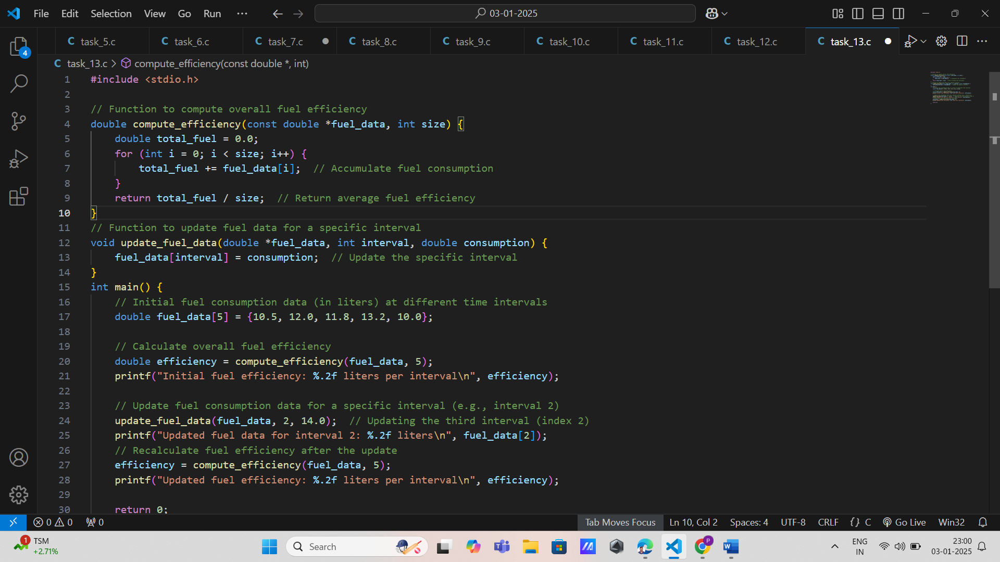 File Edit Selection View Go Run ··· 03-01-2025
C task_5.c C task_6.c C task_7.c C task_8.c C task_9.c C task_10.c C task_11.c C task_12.c C task_13.c
4
C task_13.c > compute_efficiency(const double *, int)
1 #include <stdio.h>
2
3 // Function to compute overall fuel efficiency
4 double compute_efficiency(const double *fuel_data, int size) {
5     double total_fuel = 0.0;
6     for (int i = 0; i < size; i++) {
7         total_fuel += fuel_data[i];  // Accumulate fuel consumption
8     }
9     return total_fuel / size;  // Return average fuel efficiency
10 }
11 // Function to update fuel data for a specific interval
12 void update_fuel_data(double *fuel_data, int interval, double consumption) {
13     fuel_data[interval] = consumption;  // Update the specific interval
14 }
15 int main() {
16     // Initial fuel consumption data (in liters) at different time intervals
17     double fuel_data[5] = {10.5, 12.0, 11.8, 13.2, 10.0};
18
19     // Calculate overall fuel efficiency
20     double efficiency = compute_efficiency(fuel_data, 5);
21     printf("Initial fuel efficiency: %.2f liters per interval\n", efficiency);
22
23     // Update fuel consumption data for a specific interval (e.g., interval 2)
24     update_fuel_data(fuel_data, 2, 14.0);  // Updating the third interval (index 2)
25     printf("Updated fuel data for interval 2: %.2f liters\n", fuel_data[2]);
26     // Recalculate fuel efficiency after the update
27     efficiency = compute_efficiency(fuel_data, 5);
28     printf("Updated fuel efficiency: %.2f liters per interval\n", efficiency);
29
30     return 0;
0 0 0 Tab Moves Focus Ln 10, Col 2 Spaces: 4 UTF-8 CRLF {} C Go Live Win32
1 TSM
+2.71%
Search
T
P
W
ENG
IN
23:00
03-01-2025